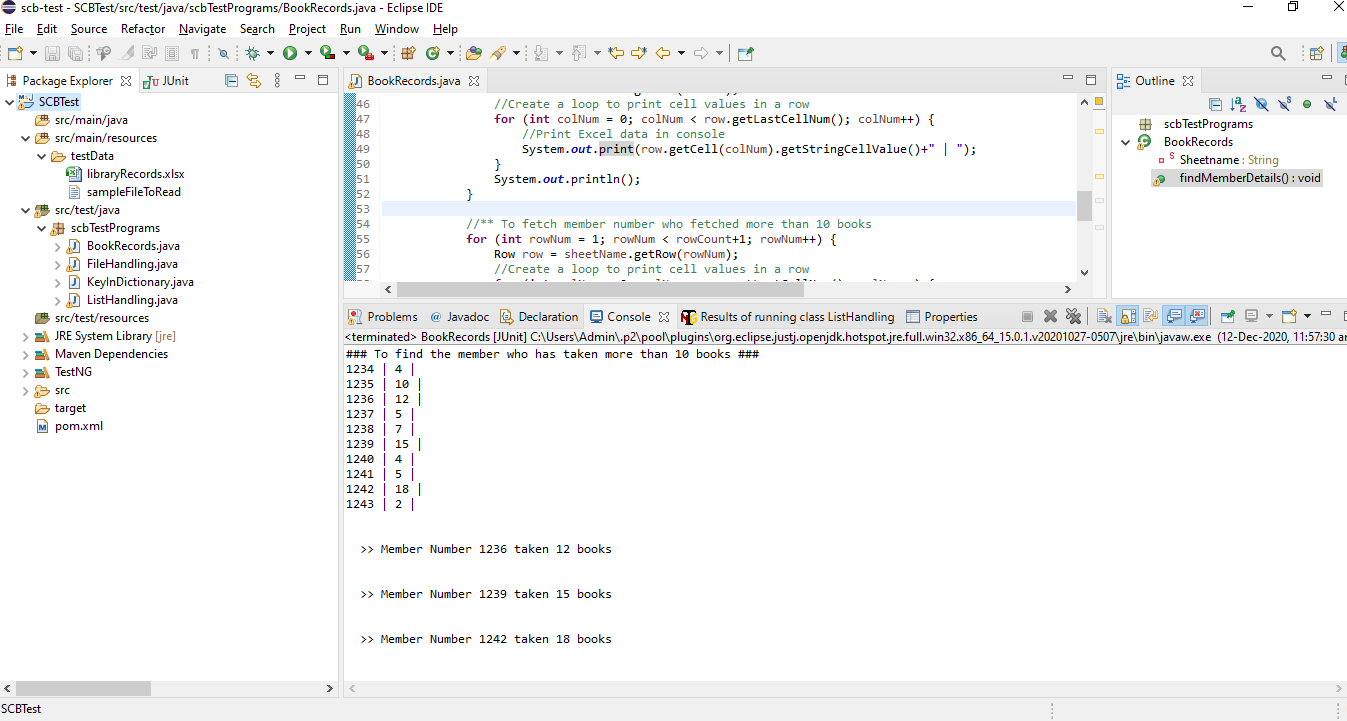 scb-test - SCBTest/src/test/java/scbTestPrograms/BookRecords.java - Eclipse IDE
File Edit Source Refactor Navigate Search Project Run Window Help
Package Explorer JUnit
SCBTest
src/main/java
src/main/resources
testData
libraryRecords.xlsx
sampleFileToRead
src/test/java
scbTestPrograms
BookRecords.java
FileHandling.java
KeyInDictionary.java
ListHandling.java
src/test/resources
JRE System Library [jre]
Maven Dependencies
TestNG
src
target
pom.xml
BookRecords.java
46 //Create a loop to print cell values in a row
47 for (int colNum = 0; colNum < row.getLastCellNum(); colNum++) {
48 //Print Excel data in console
49 System.out.print(row.getCell(colNum).getStringCellValue()+" | ");
50 }
51 System.out.println();
52 }
53
54 //** To fetch member number who fetched more than 10 books
55 for (int rowNum = 1; rowNum < rowCount+1; rowNum++) {
56 Row row = sheetName.getRow(rowNum);
57 //Create a loop to print cell values in a row
Outline
scbTestPrograms
BookRecords
Sheetname : String
findMemberDetails() : void
Problems @ Javadoc Declaration Console Results of running class ListHandling Properties
<terminated> BookRecords [JUnit] C:\Users\Admin\.p2\pool\plugins\org.eclipse.justj.openjdk.hotspot.jre.full.win32.x86_64_15.0.1.v20201027-0507\jre\bin\javaw.exe (12-Dec-2020, 11:57:30 ar
### To find the member who has taken more than 10 books ###
1234 | 4 |
1235 | 10 |
1236 | 12 |
1237 | 5 |
1238 | 7 |
1239 | 15 |
1240 | 4 |
1241 | 5 |
1242 | 18 |
1243 | 2 |
>> Member Number 1236 taken 12 books
>> Member Number 1239 taken 15 books
>> Member Number 1242 taken 18 books
SCBTest